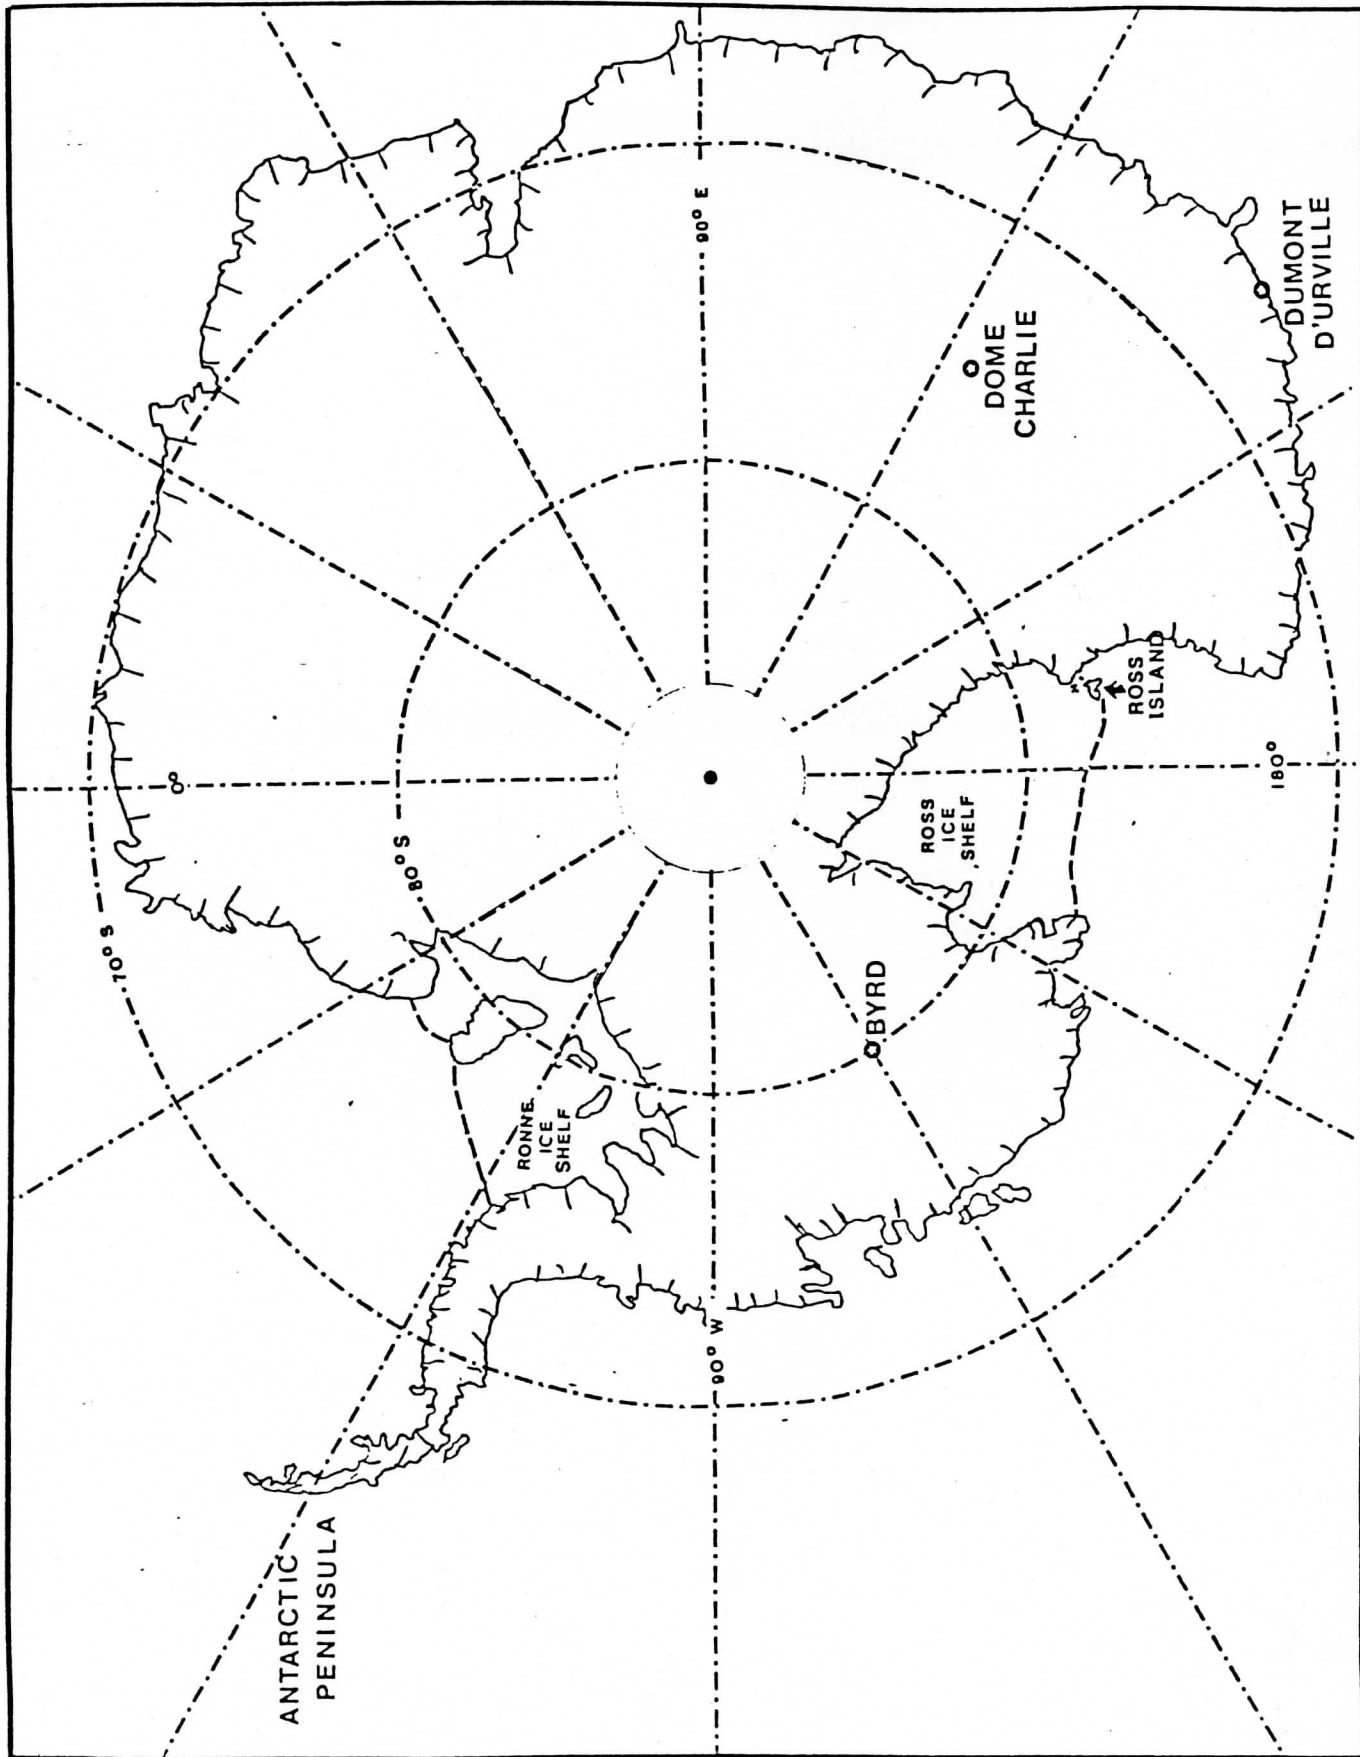 0°
70° S
80° S
90° E
ANTARCTIC
PENINSULA
RONNE
ICE
SHELF
90° W
BYRD
ROSS
ICE
SHELF
ROSS
ISLAND
DOME
CHARLIE
DUMONT
D'URVILLE
180°